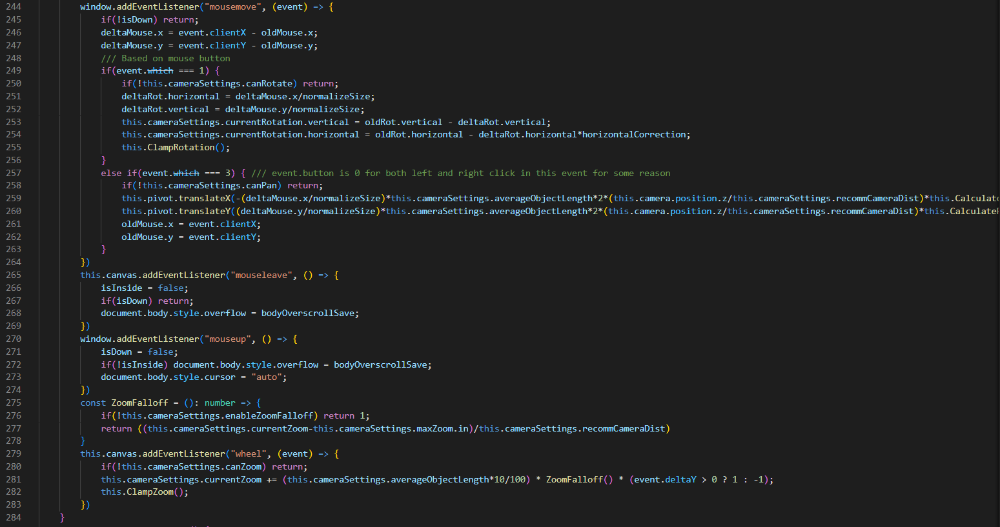 244 window.addEventListener("mousemove", (event) => {
245 if(!isDown) return;
246 deltaMouse.x = event.clientX - oldMouse.x;
247 deltaMouse.y = event.clientY - oldMouse.y;
248 /// Based on mouse button
249 if(event.which === 1) {
250 if(!this.cameraSettings.canRotate) return;
251 deltaRot.horizontal = deltaMouse.x/normalizeSize;
252 deltaRot.vertical = deltaMouse.y/normalizeSize;
253 this.cameraSettings.currentRotation.vertical = oldRot.vertical - deltaRot.vertical;
254 this.cameraSettings.currentRotation.horizontal = oldRot.horizontal - deltaRot.horizontal*horizontalCorrection;
255 this.ClampRotation();
256 }
257 else if(event.which === 3) { /// event.button is 0 for both left and right click in this event for some reason
258 if(!this.cameraSettings.canPan) return;
259 this.pivot.translateX(-(deltaMouse.x/normalizeSize)*this.cameraSettings.averageObjectLength*2*(this.camera.position.z/this.cameraSettings.recommCameraDist)*this.Calculate
260 this.pivot.translateY((deltaMouse.y/normalizeSize)*this.cameraSettings.averageObjectLength*2*(this.camera.position.z/this.cameraSettings.recommCameraDist)*this.Calculate
261 oldMouse.x = event.clientX;
262 oldMouse.y = event.clientY;
263 }
264 })
265 this.canvas.addEventListener("mouseleave", () => {
266 isInside = false;
267 if(isDown) return;
268 document.body.style.overflow = bodyOverscrollSave;
269 })
270 window.addEventListener("mouseup", () => {
271 isDown = false;
272 if(!isInside) document.body.style.overflow = bodyOverscrollSave;
273 document.body.style.cursor = "auto";
274 })
275 const ZoomFalloff = (): number => {
276 if(!this.cameraSettings.enableZoomFalloff) return 1;
277 return ((this.cameraSettings.currentZoom-this.cameraSettings.maxZoom.in)/this.cameraSettings.recommCameraDist)
278 }
279 this.canvas.addEventListener("wheel", (event) => {
280 if(!this.cameraSettings.canZoom) return;
281 this.cameraSettings.currentZoom += (this.cameraSettings.averageObjectLength*10/100) * ZoomFalloff() * (event.deltaY > 0 ? 1 : -1);
282 this.ClampZoom();
283 })
284 }